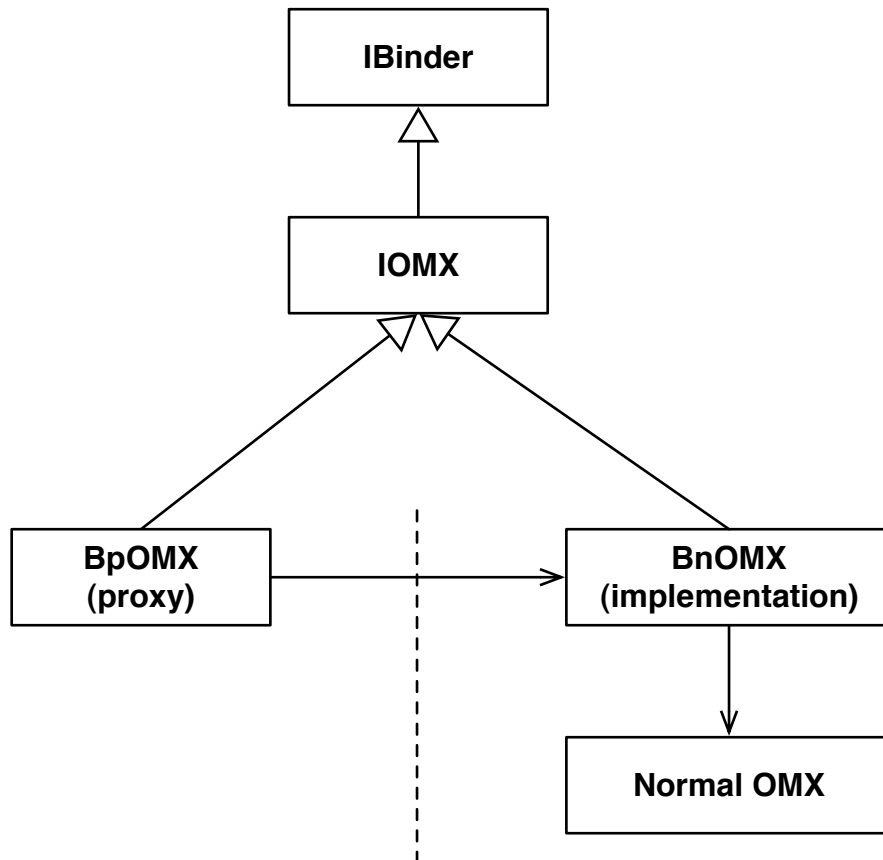 IBinder
IOMX
BpOMX
(proxy)
BnOMX
(implementation)
Normal OMX